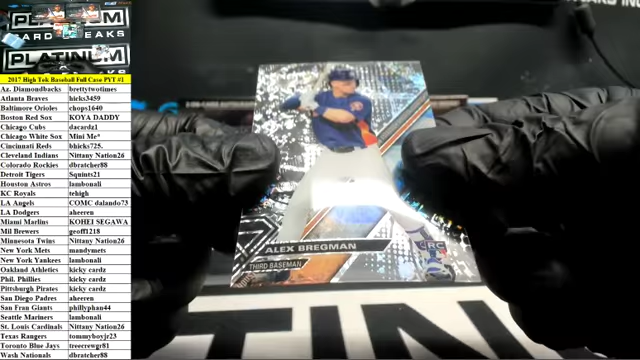 PLATINUM
CARD BREAKS
PLATINUM
2017 High Tek Baseball Full Case PYT #1
Az. Diamondbacks brettytwotimes
Atlanta Braves hicks3459
Baltimore Orioles chops1640
Boston Red Sox KOYA DADDY
Chicago Cubs dacardz1
Chicago White Sox Mini Me*
Cincinnati Reds bhicks725.
Cleveland Indians Nittany Nation26
Colorado Rockies dbratcher88
Detroit Tigers Squints21
Houston Astros lambonali
KC Royals tehigh
LA Angels COMC dalando73
LA Dodgers aheeren
Miami Marlins KOHEI SEGAWA
Mil Brewers geoff1218
Minnesota Twins Nittany Nation26
New York Mets mandymets
New York Yankees lambonali
Oakland Athletics kicky cardz
Phil. Phillies kicky cardz
Pittsburgh Pirates kicky cardz
San Diego Padres aheeren
San Fran Giants phillyphan44
Seattle Mariners lambonali
St. Louis Cardinals Nittany Nation26
Texas Rangers tommyboyjr23
Toronto Blue Jays treecrewgr81
Wash Nationals dbratcher88
ALEX BREGMAN
THIRD BASEMAN
RC
TIN